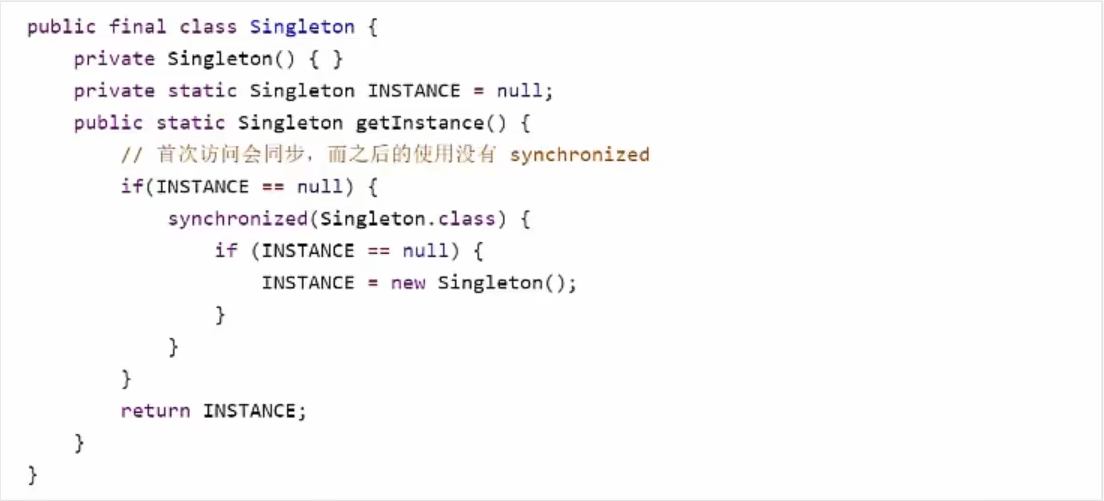 public final class Singleton {
    private Singleton() { }
    private static Singleton INSTANCE = null;
    public static Singleton getInstance() {
        // 首次访问会同步，而之后的使用没有 synchronized
        if(INSTANCE == null) {
            synchronized(Singleton.class) {
                if (INSTANCE == null) {
                    INSTANCE = new Singleton();
                }
            }
        }
        return INSTANCE;
    }
}